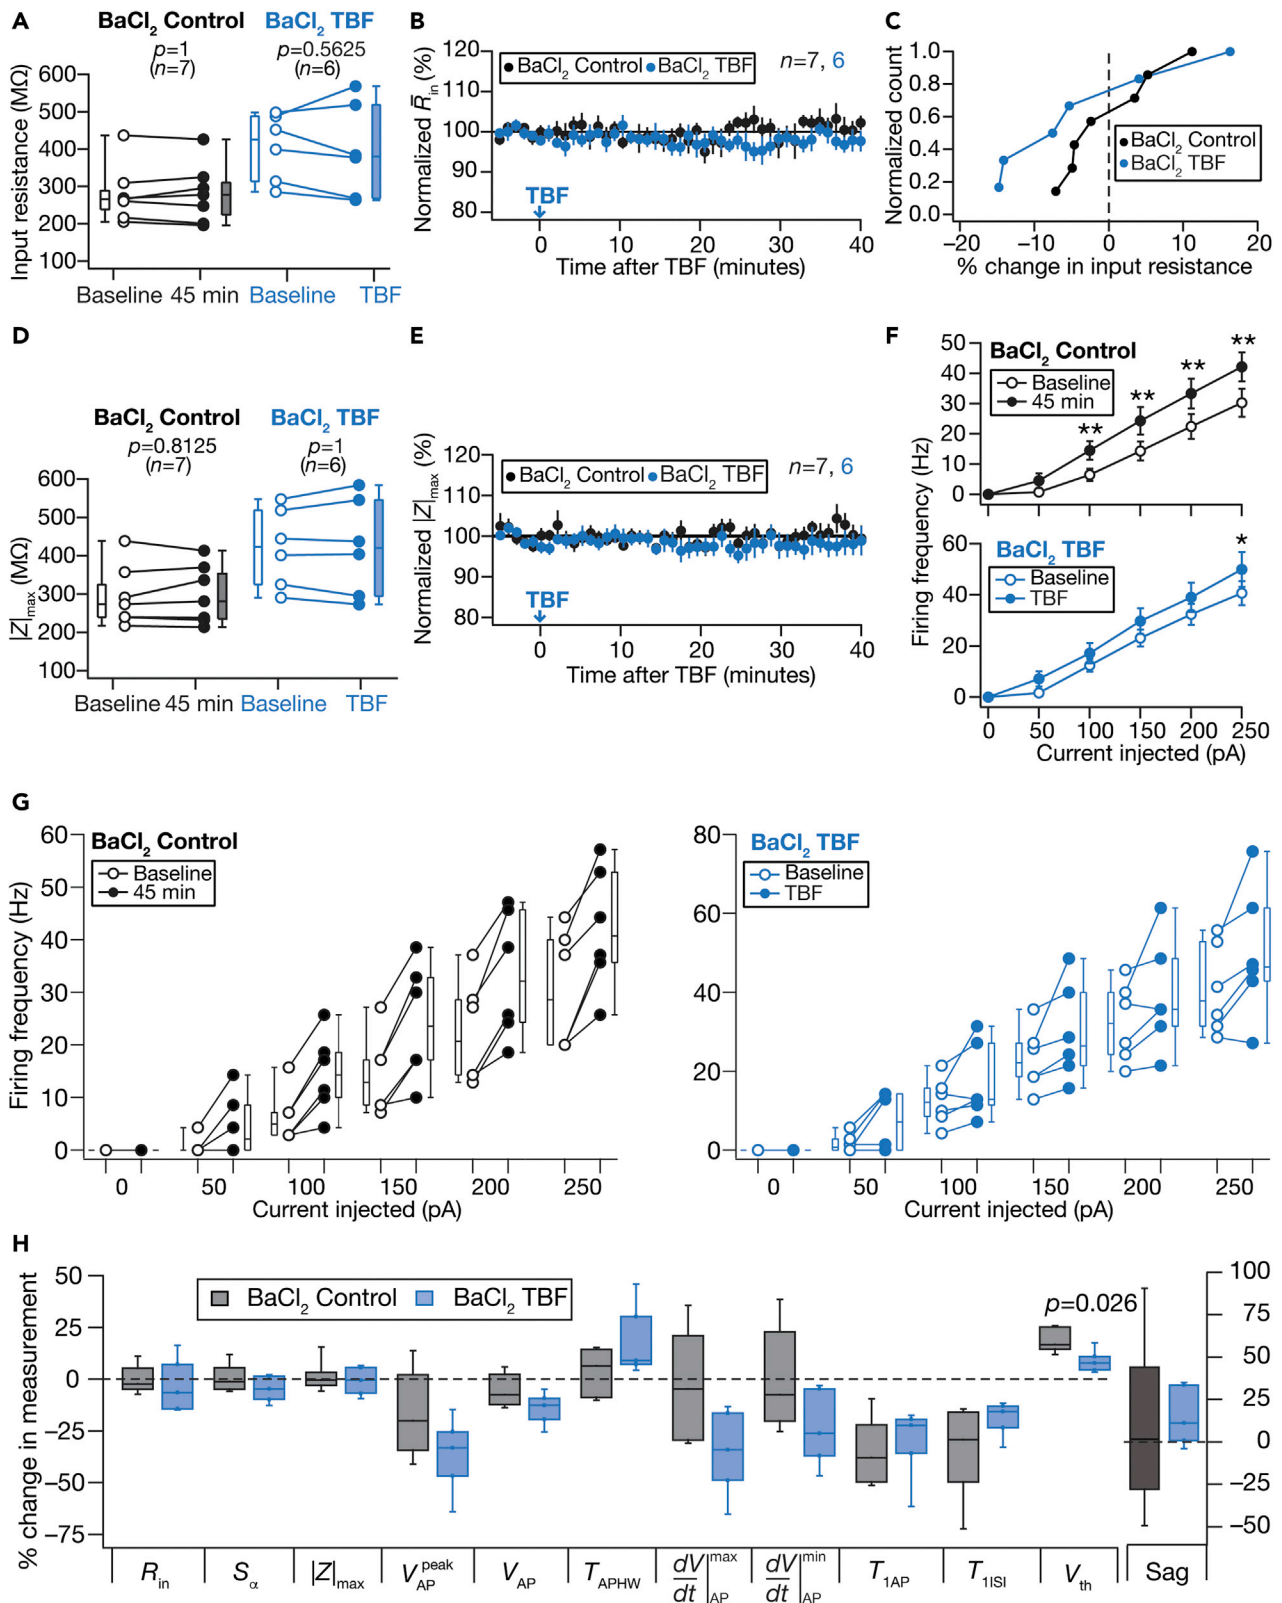 A
BaCl2 Control
BaCl2 TBF
p=1
(n=7)
p=0.5625
(n=6)
Input resistance (MΩ)
600
500
400
300
200
100
Baseline 45 min Baseline TBF
B
Normalized R̄in (%)
120
110
100
90
80
BaCl2 Control BaCl2 TBF
n=7, 6
TBF
0 10 20 30 40
Time after TBF (minutes)
C
Normalized count
1.0
0.8
0.6
0.4
0.2
0.0
BaCl2 Control
BaCl2 TBF
−20 −10 0 10 20
% change in input resistance
D
BaCl2 Control
BaCl2 TBF
p=0.8125
(n=7)
p=1
(n=6)
|Z|max (MΩ)
600
500
400
300
200
100
Baseline 45 min Baseline TBF
E
Normalized |Z|max (%)
120
110
100
90
80
BaCl2 Control BaCl2 TBF
n=7, 6
TBF
0 10 20 30 40
Time after TBF (minutes)
F
Firing frequency (Hz)
50
40
30
20
10
0
BaCl2 Control
Baseline
45 min
** ** ** **
60
40
20
0
BaCl2 TBF
Baseline
TBF
*
0 50 100 150 200 250
Current injected (pA)
G
Firing frequency (Hz)
60
50
40
30
20
10
0
BaCl2 Control
Baseline
45 min
0 50 100 150 200 250
Current injected (pA)
80
60
40
20
0
BaCl2 TBF
Baseline
TBF
0 50 100 150 200 250
Current injected (pA)
H
% change in measurement
50
25
0
−25
−50
−75
BaCl2 Control BaCl2 TBF
p=0.026
100
75
50
25
0
−25
−50
Rin Sα |Z|max VAP peak VAP TAPHW dV/dt|AP max dV/dt|AP min T1AP T1ISI Vth Sag